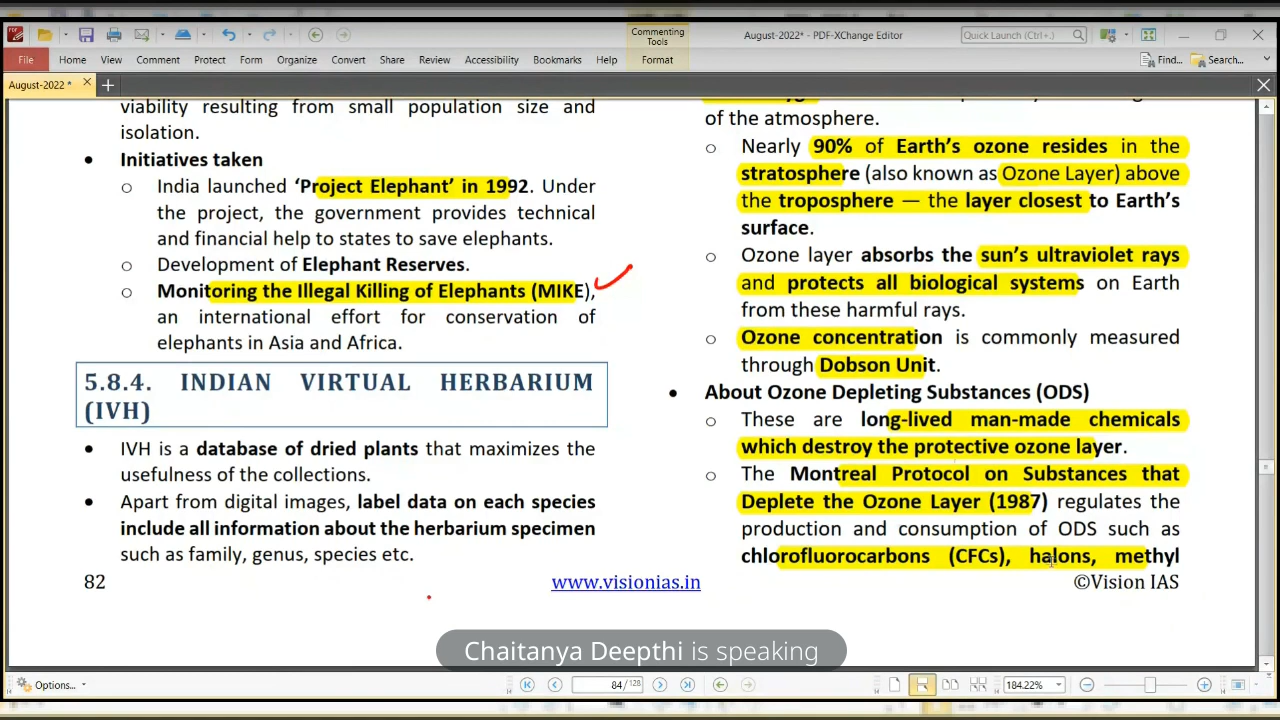 Commenting
Tools
August-2022* - PDF-XChange Editor
Quick Launch (Ctrl+.)
File
Home
View
Comment
Protect
Form
Organize
Convert
Share
Review
Accessibility
Bookmarks
Help
Format
Find...
Search...
August-2022 *
viability resulting from small population size and
isolation.
• Initiatives taken
o India launched ‘Project Elephant’ in 1992. Under
the project, the government provides technical
and financial help to states to save elephants.
o Development of Elephant Reserves.
o Monitoring the Illegal Killing of Elephants (MIKE),
an international effort for conservation of
elephants in Asia and Africa.
5.8.4. INDIAN VIRTUAL HERBARIUM
(IVH)
• IVH is a database of dried plants that maximizes the
usefulness of the collections.
• Apart from digital images, label data on each species
include all information about the herbarium specimen
such as family, genus, species etc.
of the atmosphere.
o Nearly 90% of Earth’s ozone resides in the
stratosphere (also known as Ozone Layer) above
the troposphere — the layer closest to Earth’s
surface.
o Ozone layer absorbs the sun’s ultraviolet rays
and protects all biological systems on Earth
from these harmful rays.
o Ozone concentration is commonly measured
through Dobson Unit.
• About Ozone Depleting Substances (ODS)
o These are long-lived man-made chemicals
which destroy the protective ozone layer.
o The Montreal Protocol on Substances that
Deplete the Ozone Layer (1987) regulates the
production and consumption of ODS such as
chlorofluorocarbons (CFCs), halons, methyl
82
www.visionias.in
©Vision IAS
Chaitanya Deepthi is speaking
Options...
84 / 128
184.22%